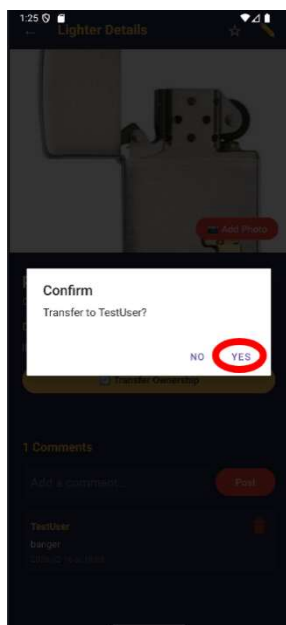 1:25
Lighter Details
Add Photo
Confirm
Transfer to TestUser?
NO YES
Transfer Ownership
1 Comments
Add a comment...
Post
TestUser
banger